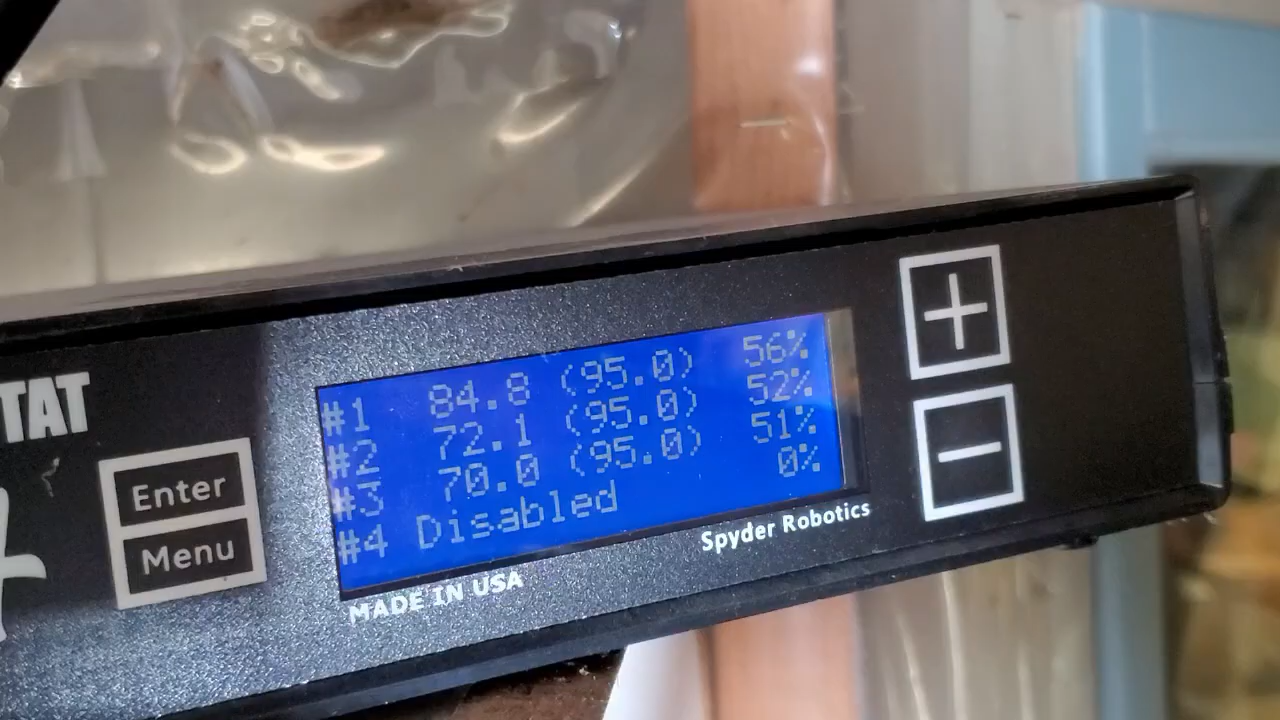 TAT
Enter
Menu
#1 84.8 (95.0) 56%
#2 72.1 (95.0) 52%
#3 70.0 (95.0) 51%
#4 Disabled 0%
MADE IN USA
Spyder Robotics
+
−